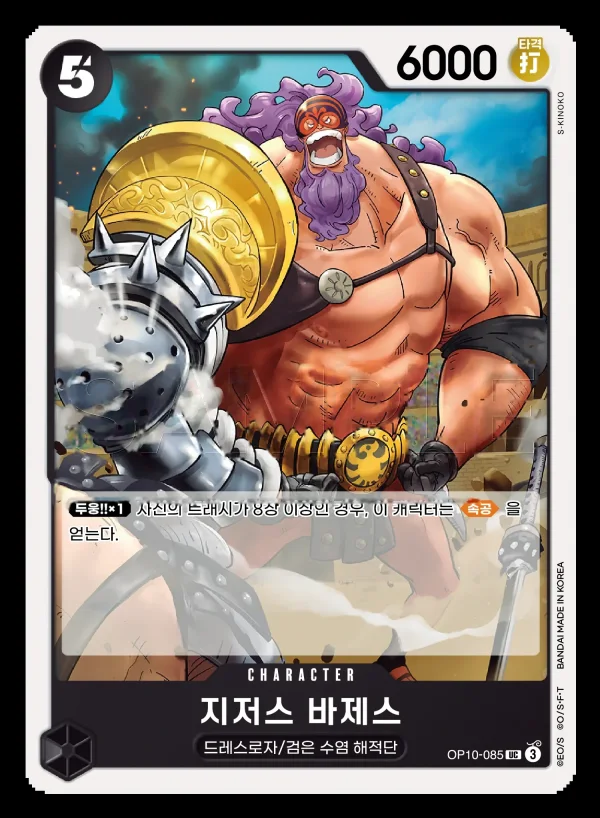 5
6000
타격
打
S-KINOKO
SAMPLE
두웅!!×1 자신의 트래시가 8장 이상인 경우, 이 캐릭터는 속공 을
얻는다.
CHARACTER
지저스 바제스
드레스로자/검은 수염 해적단
OP10-085 UC 3
©EO/S ©O/S·F·T BANDAI MADE IN KOREA